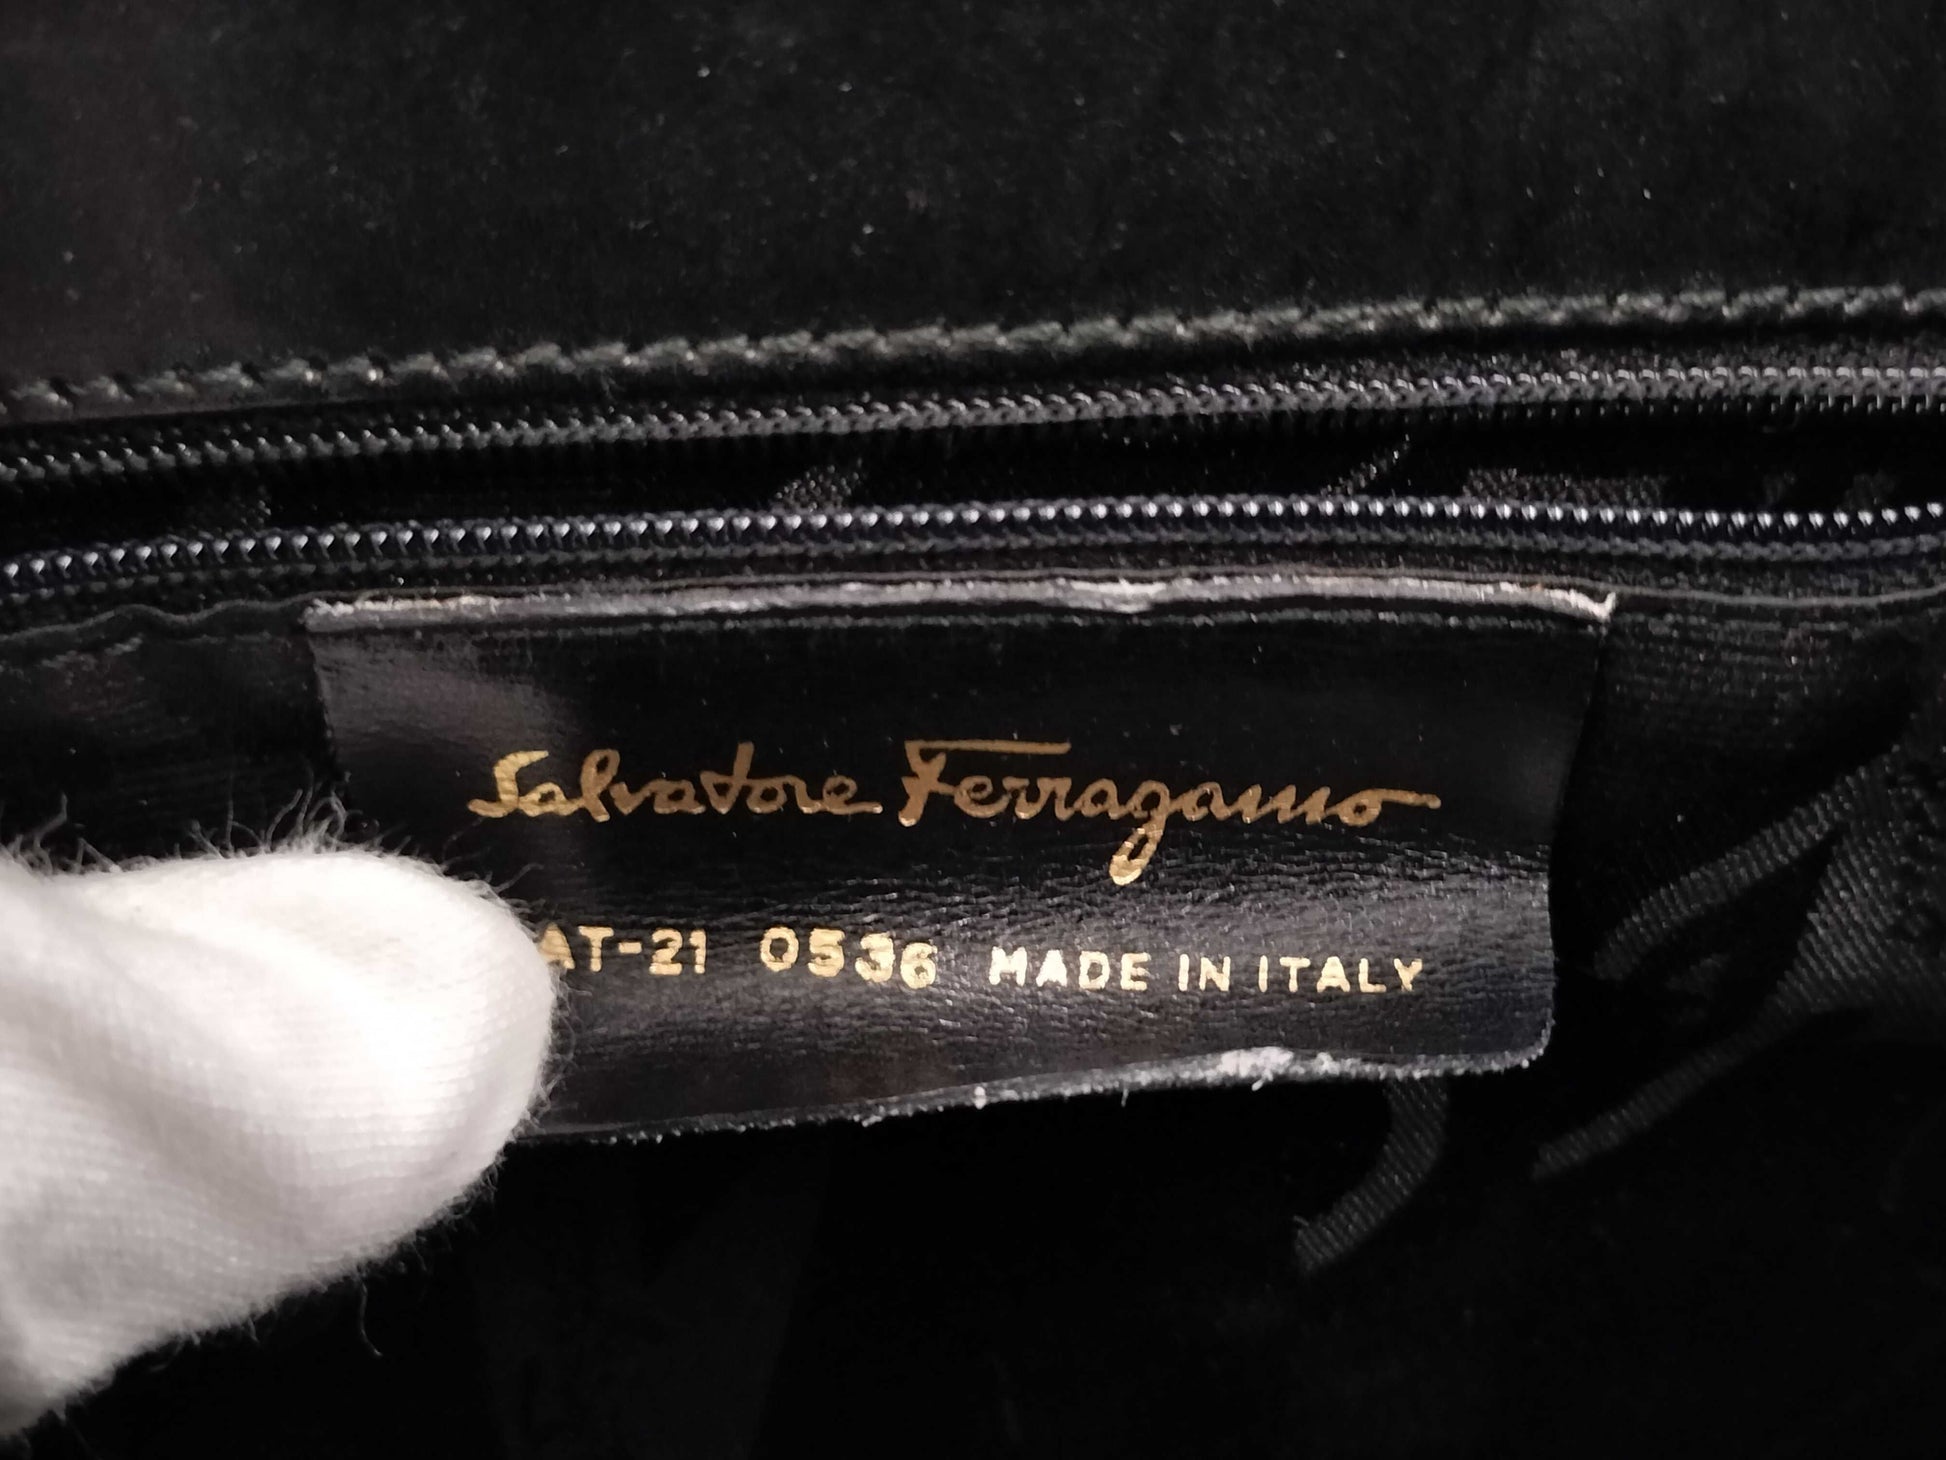 Salvatore Ferragamo
AT-21 0536 MADE IN ITALY